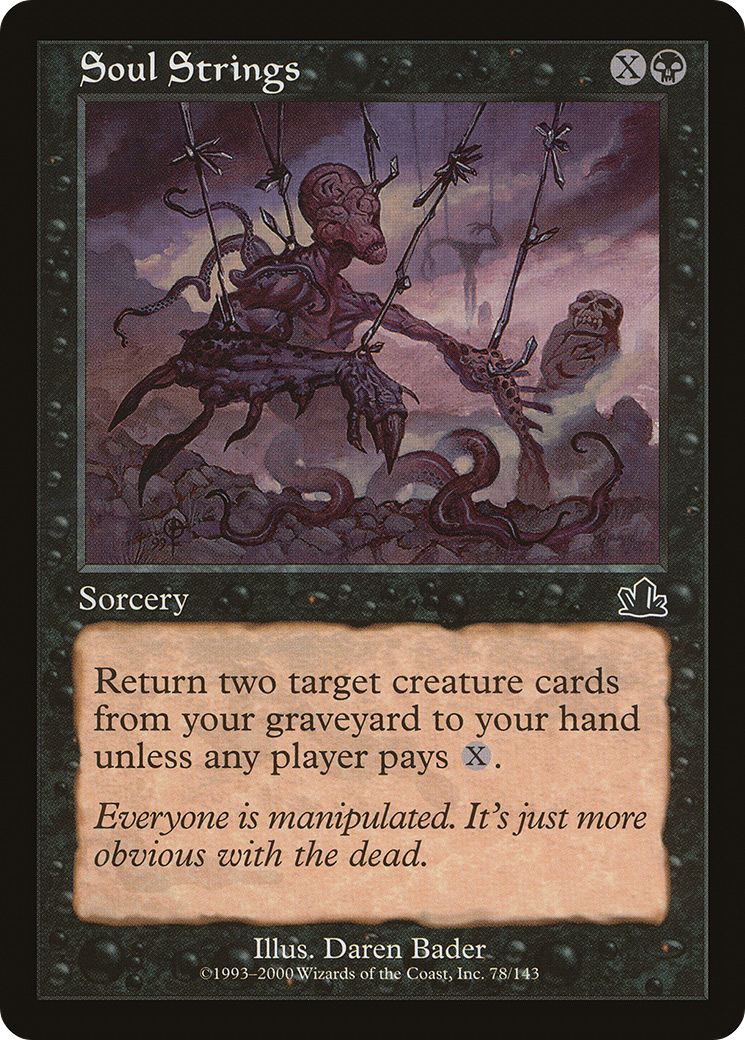 Soul Strings
X
99
Sorcery
Return two target creature cards
from your graveyard to your hand
unless any player pays X.
Everyone is manipulated. It's just more
obvious with the dead.
Illus. Daren Bader
©1993–2000 Wizards of the Coast, Inc. 78/143